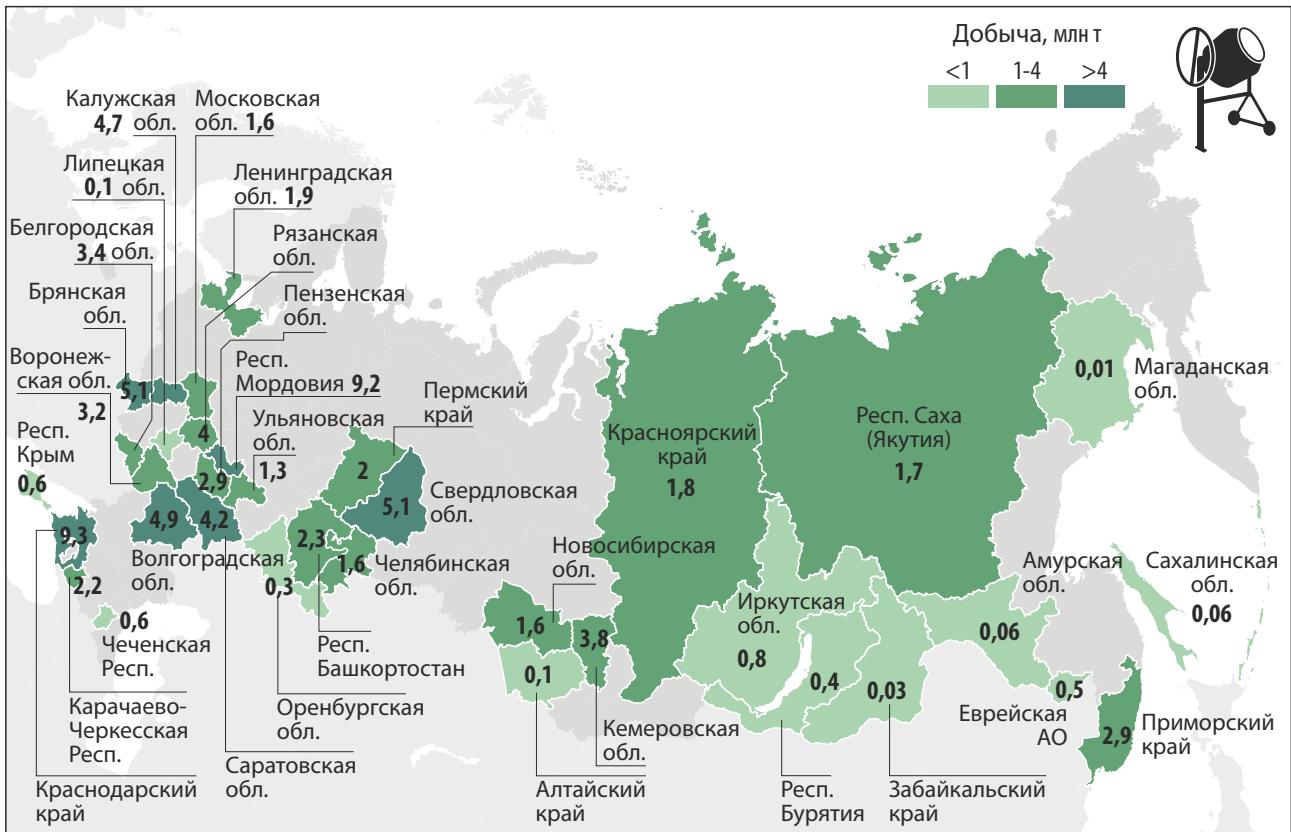 Добыча, млн т
<1 1-4 >4
Калужская
4,7 обл.
Московская
обл. 1,6
Липецкая
0,1 обл.
Ленинградская
обл. 1,9
Белгородская
3,4 обл.
Рязанская
обл.
Брянская
обл.
Пензенская
обл.
Воронеж-
ская обл.
3,2
Респ.
Мордовия 9,2
Пермский
край
Ульяновская
обл.
1,3
Респ.
Крым
0,6
5,1
4
2,9
2
5,1
Свердловская
обл.
9,3
4,9
4,2
2,3
1,6
Волгоградская
обл.
0,3
Челябинская
обл.
2,2
0,6
Чеченская
Респ.
Карачаево-
Черкесская
Респ.
Краснодарский
край
Саратовская
обл.
Оренбургская
обл.
Респ.
Башкортостан
Новосибирская
обл.
1,6
3,8
0,1
Кемеровская
обл.
Алтайский
край
Красноярский
край
1,8
Респ. Саха
(Якутия)
1,7
0,01
Магаданская
обл.
Иркутская
обл.
0,8
0,4
0,03
Респ.
Бурятия
Забайкальский
край
Амурская
обл.
0,06
Сахалинская
обл.
0,06
0,5
Еврейская
АО
2,9
Приморский
край